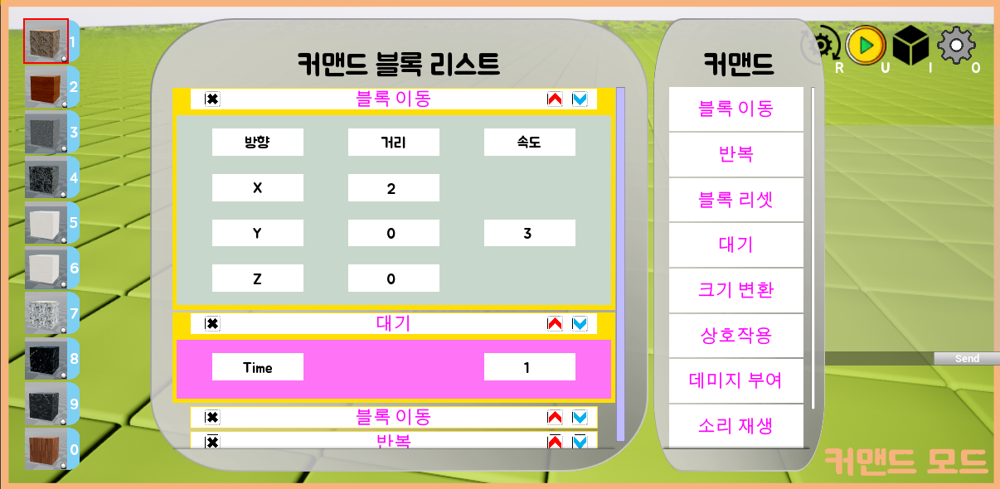 1
2
3
4
5
6
7
8
9
0
커맨드 블록 리스트
블록 이동
방향 거리 속도
X 2
Y 0 3
Z 0
대기
Time 1
블록 이동
반복
커맨드
블록 이동
반복
블록 리셋
대기
크기 변환
상호작용
데미지 부여
소리 재생
R U I O
Send
커맨드 모드